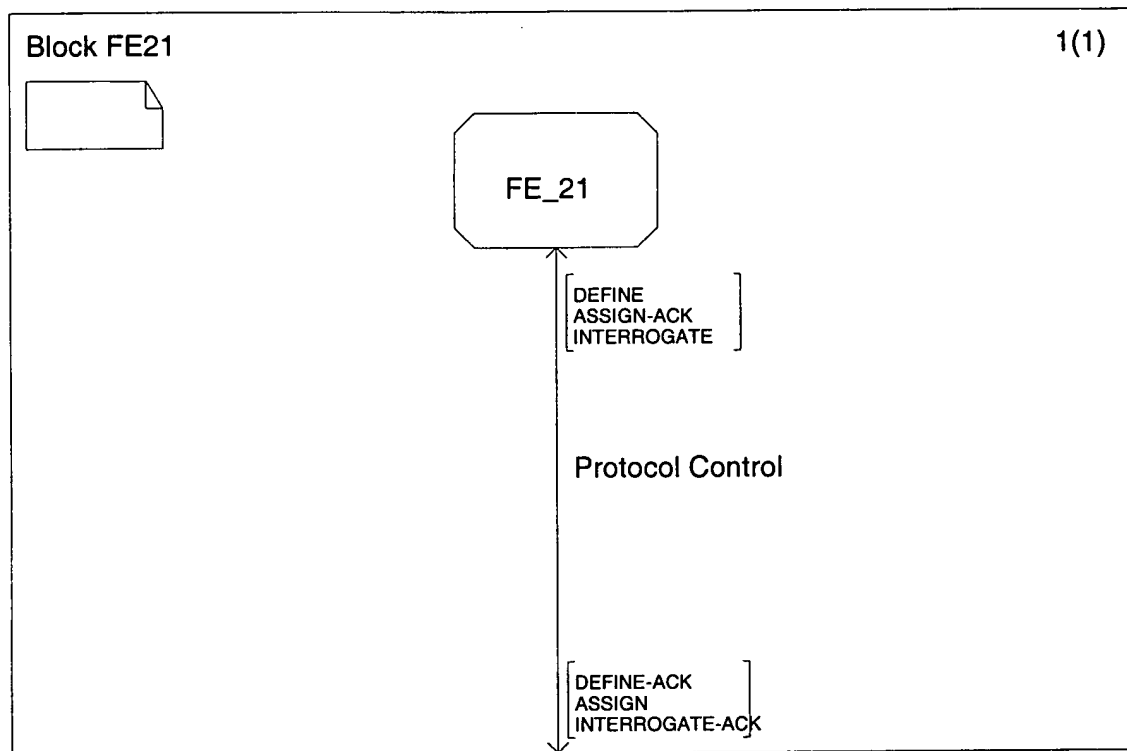 Block FE21
1(1)
FE_21
DEFINE
ASSIGN-ACK
INTERROGATE
Protocol Control
DEFINE-ACK
ASSIGN
INTERROGATE-ACK